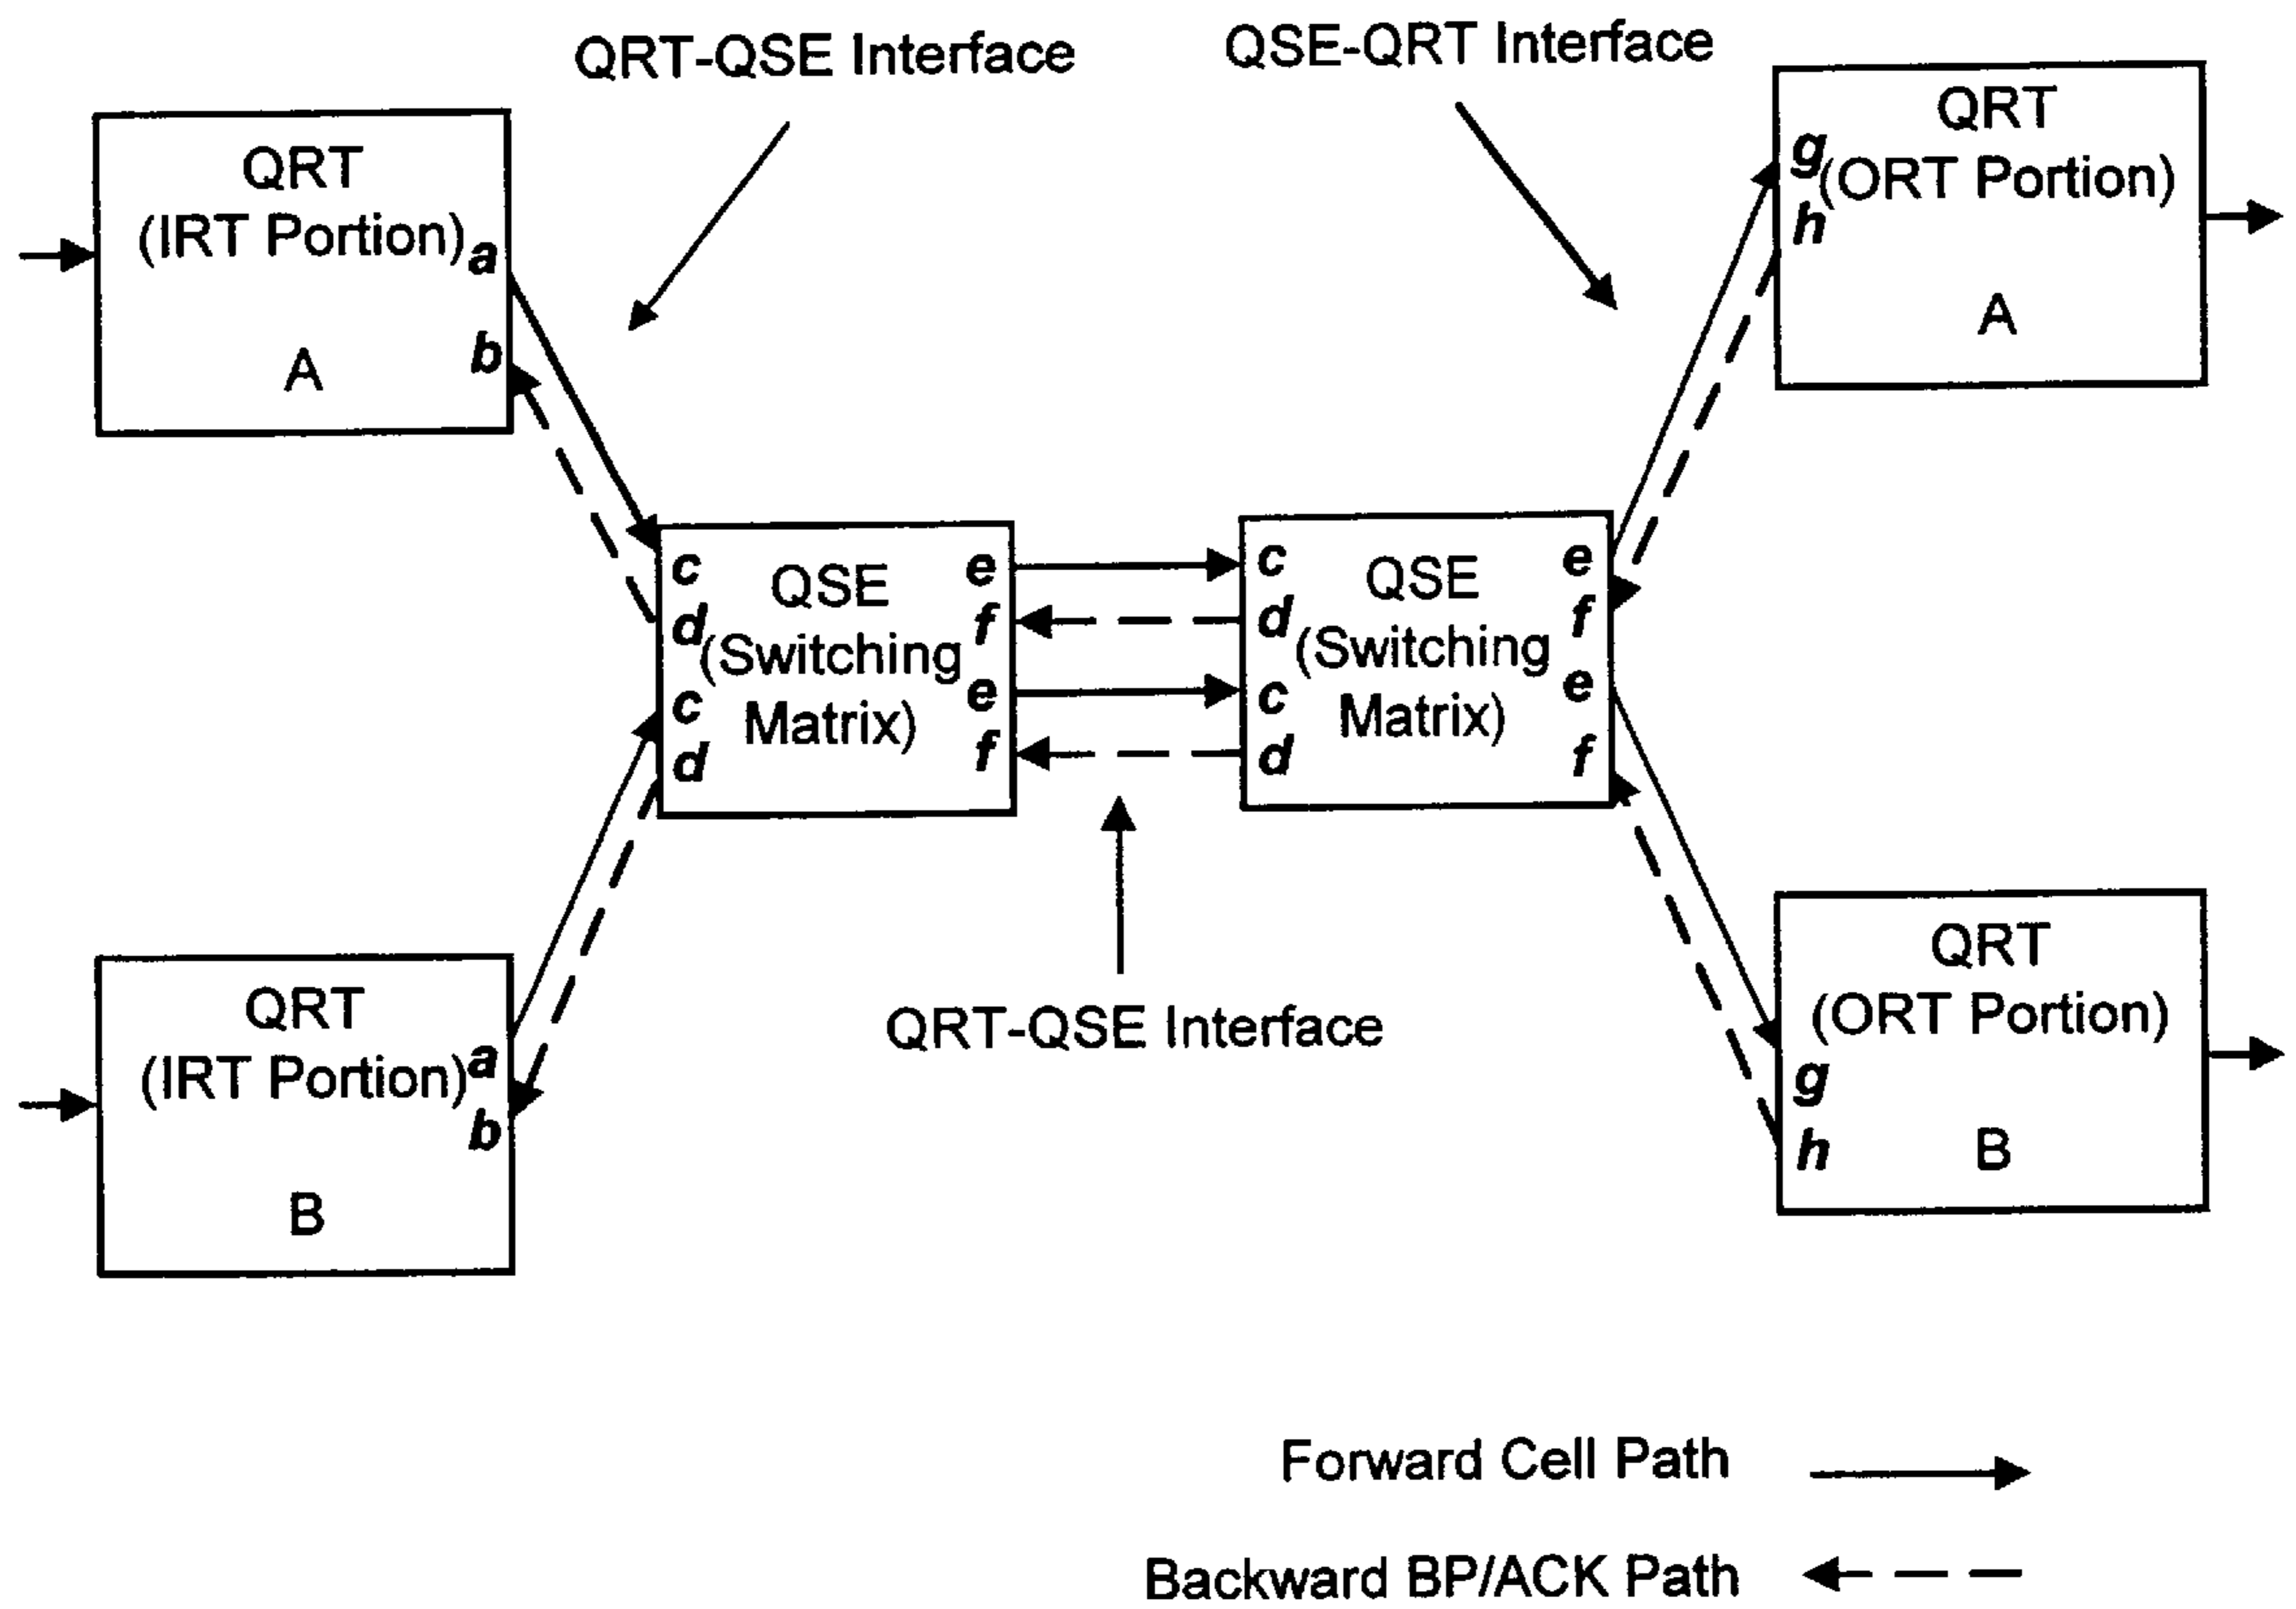 QRT-QSE Interface
QSE-QRT Interface
QRT
(IRT Portion)
a
b
A
QRT
(ORT Portion)
g
h
A
c
d
c
d
QSE
(Switching
Matrix)
e
f
e
f
c
d
c
d
QSE
(Switching
Matrix)
e
f
e
f
QRT-QSE Interface
QRT
(IRT Portion)
a
b
B
QRT
(ORT Portion)
g
h
B
Forward Cell Path
Backward BP/ACK Path